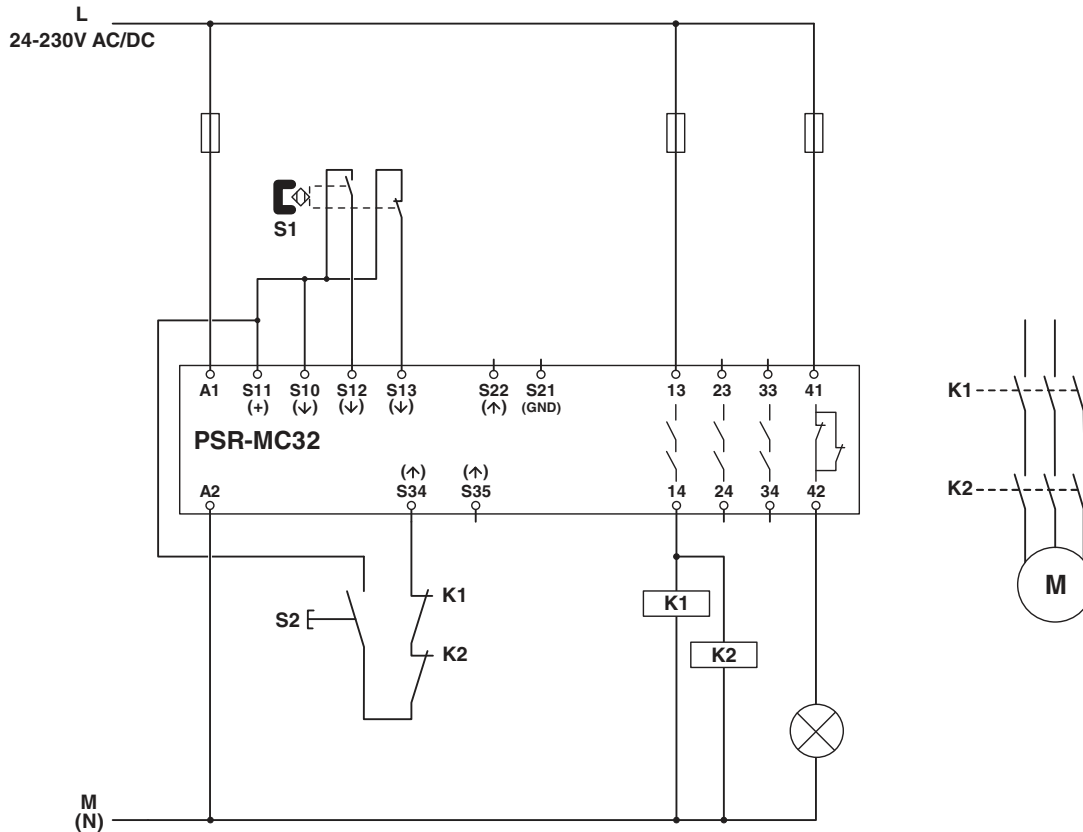 L
24-230V AC/DC
S1
A1 S11 S10 S12 S13 S22 S21 13 23 33 41
(+) (↓) (↓) (↓) (↑) (GND)
PSR-MC32
(↑) (↑)
A2 S34 S35 14 24 34 42
K1
K2
M
S2
K1
K2
K1
K2
M
(N)